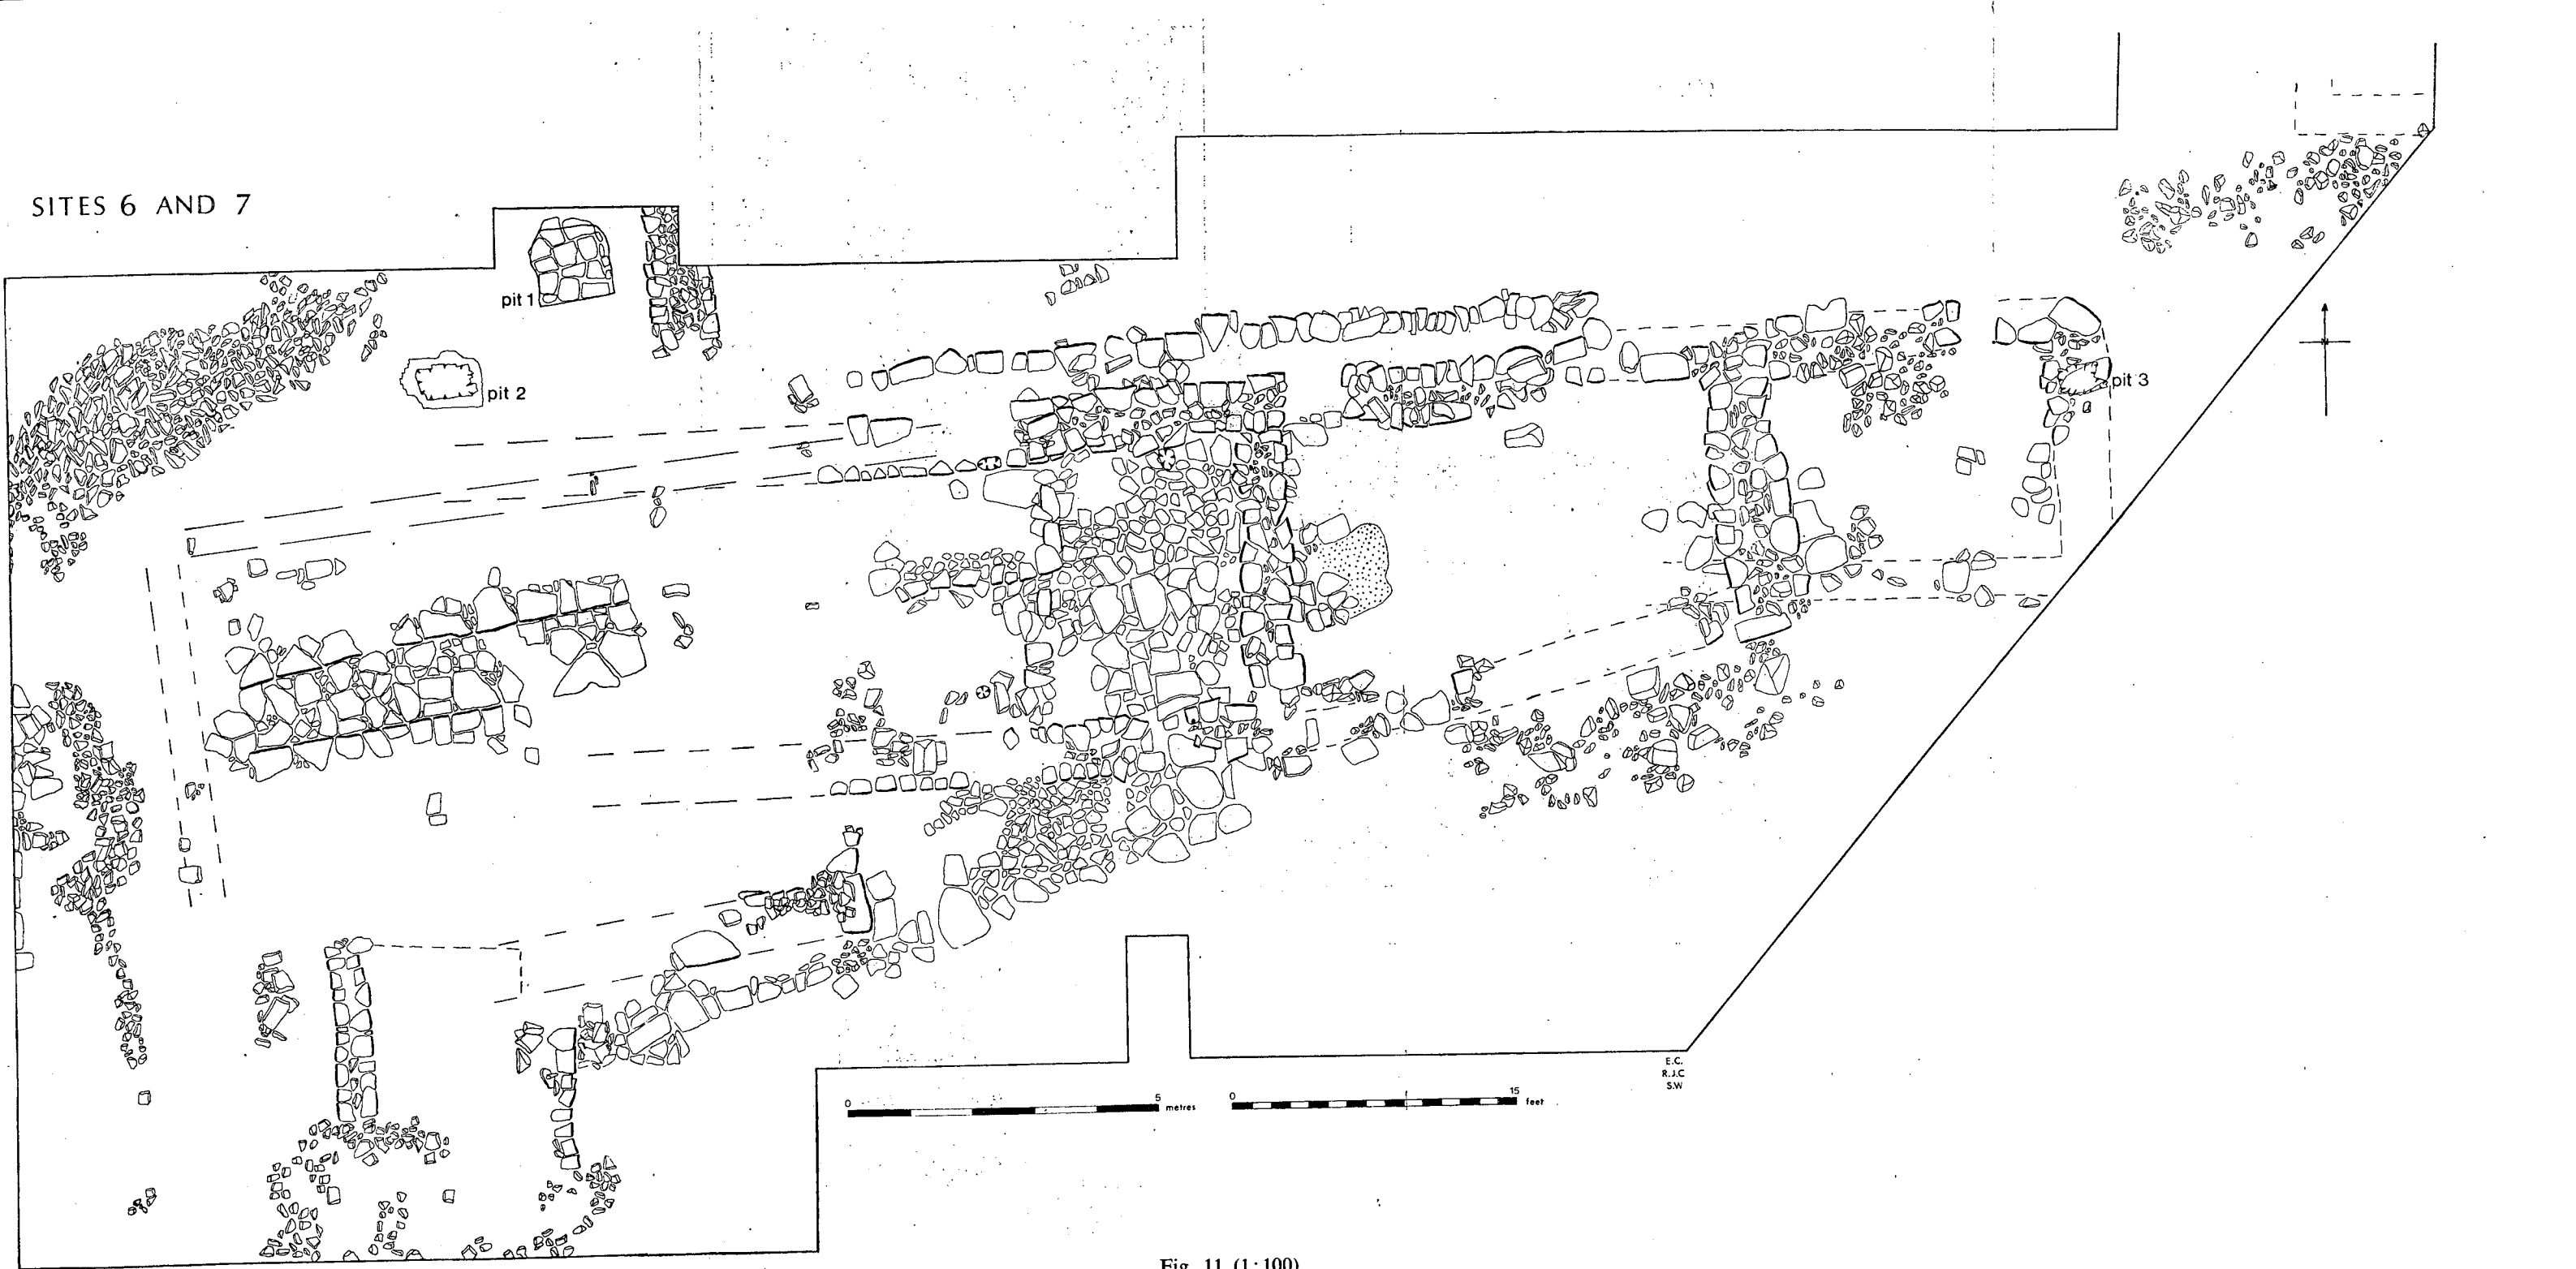 SITES 6 AND 7
pit 1
pit 2
pit 3
E.C.
R.J.C
S.W
0 5 metres
0 15 feet
Fig. 11 (1:100)